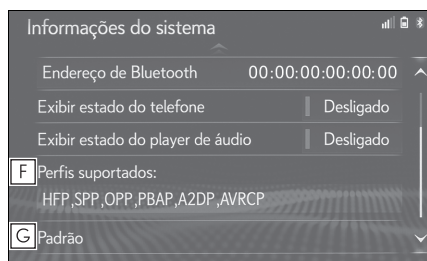 Informações do sistema
Endereço de Bluetooth 00:00:00:00:00:00
Exibir estado do telefone Desligado
Exibir estado do player de áudio Desligado
F Perfis suportados:
HFP,SPP,OPP,PBAP,A2DP,AVRCP
G Padrão